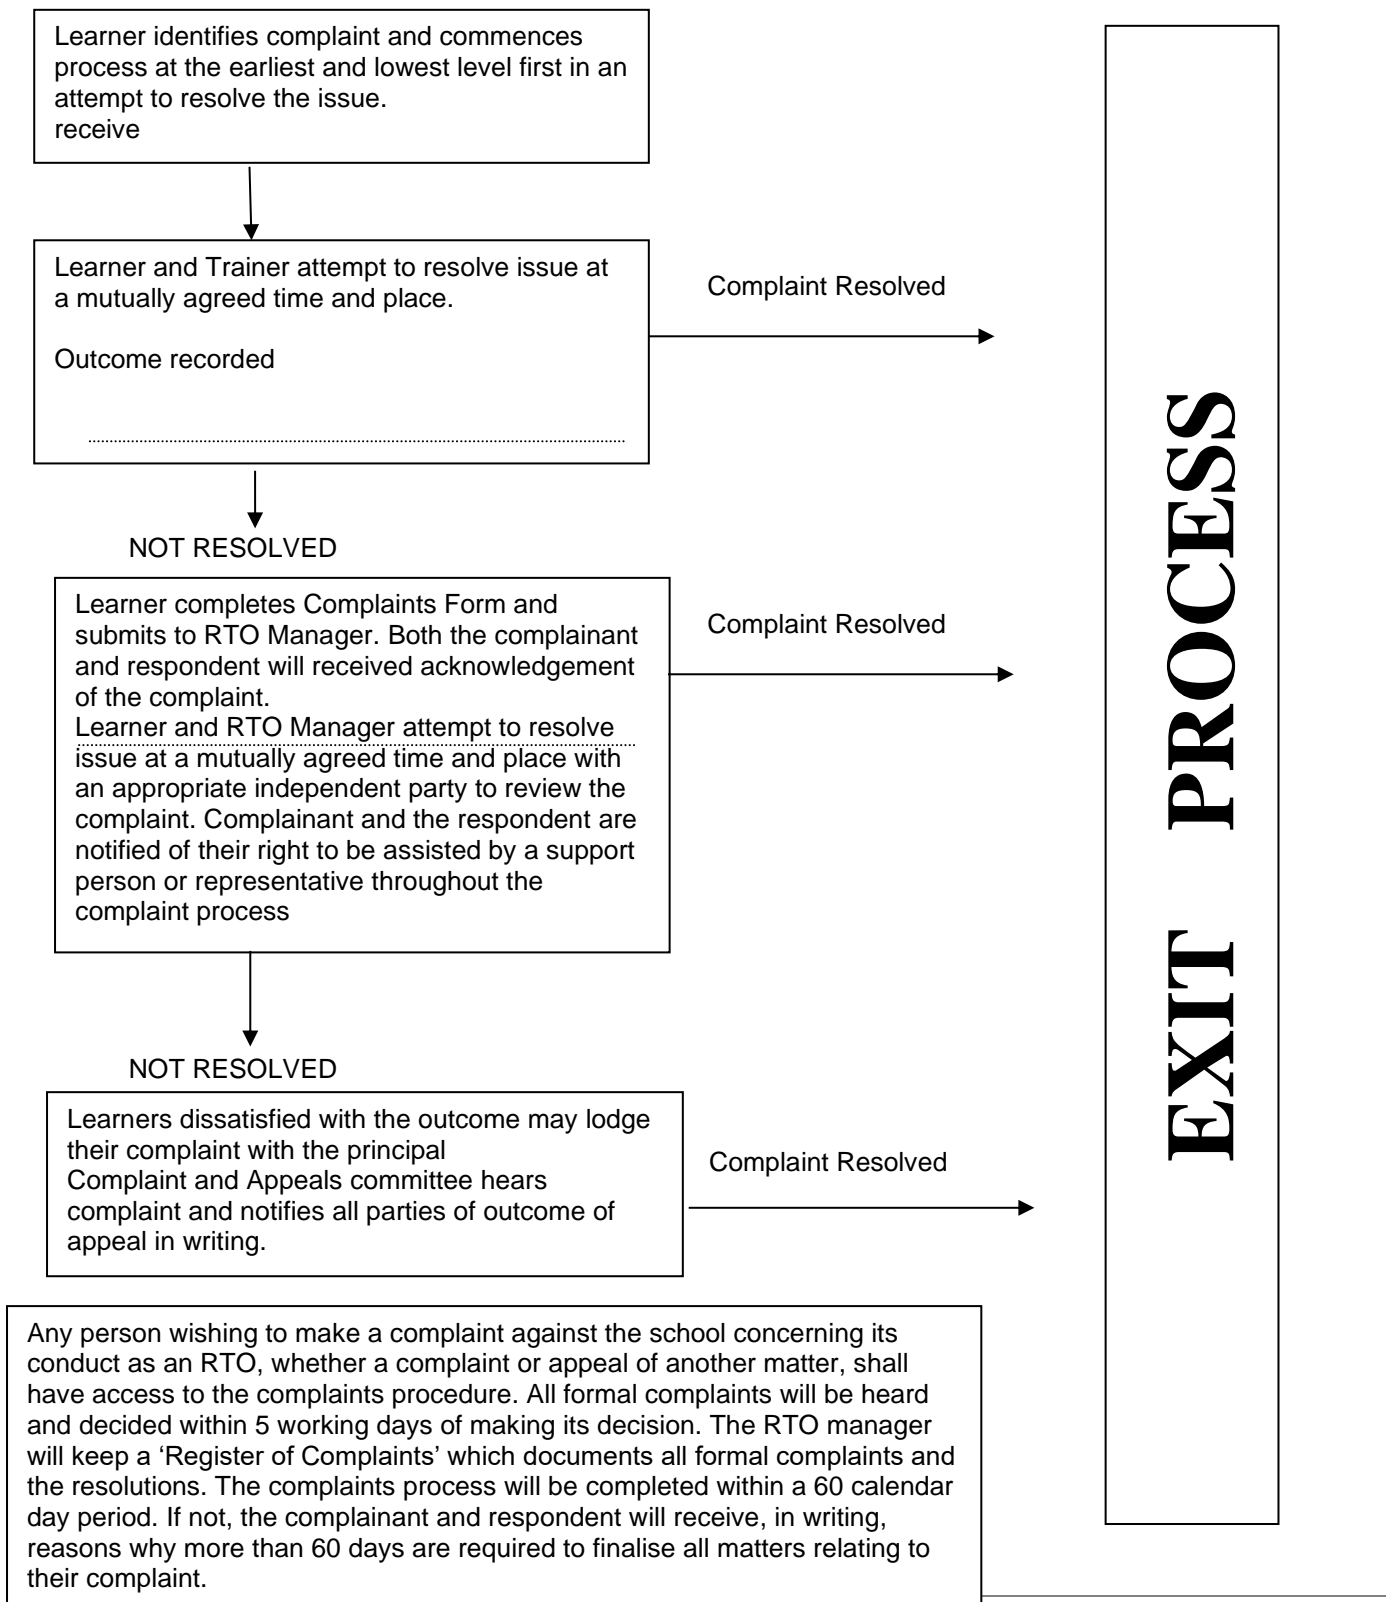 Learner identifies complaint and commences
process at the earliest and lowest level first in an
attempt to resolve the issue.
receive
Learner and Trainer attempt to resolve issue at
a mutually agreed time and place.
Outcome recorded
Complaint Resolved
NOT RESOLVED
Learner completes Complaints Form and
submits to RTO Manager. Both the complainant
and respondent will received acknowledgement
of the complaint.
Learner and RTO Manager attempt to resolve
issue at a mutually agreed time and place with
an appropriate independent party to review the
complaint. Complainant and the respondent are
notified of their right to be assisted by a support
person or representative throughout the
complaint process
Complaint Resolved
NOT RESOLVED
Learners dissatisfied with the outcome may lodge
their complaint with the principal
Complaint and Appeals committee hears
complaint and notifies all parties of outcome of
appeal in writing.
Complaint Resolved
Any person wishing to make a complaint against the school concerning its
conduct as an RTO, whether a complaint or appeal of another matter, shall
have access to the complaints procedure. All formal complaints will be heard
and decided within 5 working days of making its decision. The RTO manager
will keep a ‘Register of Complaints’ which documents all formal complaints and
the resolutions. The complaints process will be completed within a 60 calendar
day period. If not, the complainant and respondent will receive, in writing,
reasons why more than 60 days are required to finalise all matters relating to
their complaint.
EXIT PROCESS